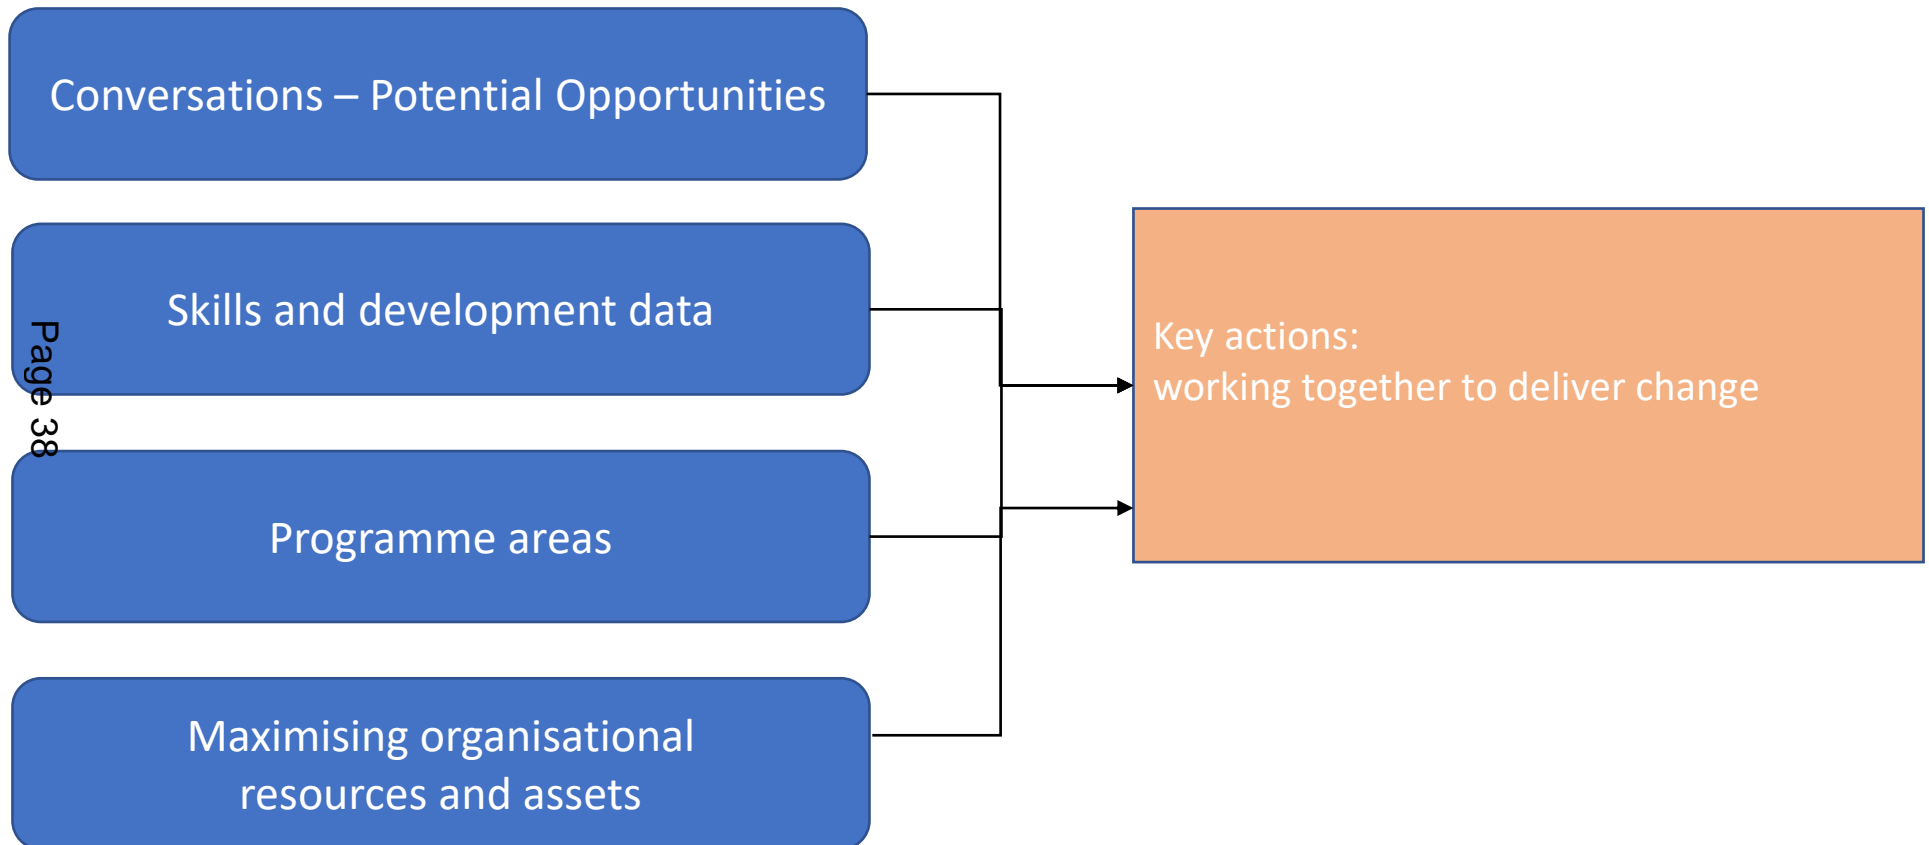 Conversations – Potential Opportunities
Skills and development data
Page 38
Programme areas
Maximising organisational
resources and assets
Key actions:
working together to deliver change